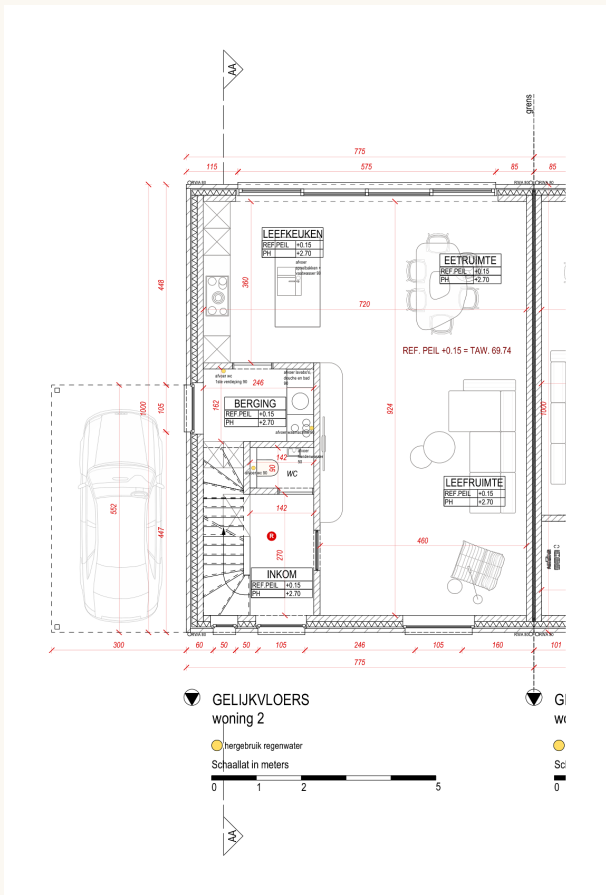 AA
grens
775
115
575
85
85
LEEFKEUKEN
REF.PEIL +0.15
PH +2.70
EETRUIMTE
REF.PEIL +0.15
PH +2.70
448
360
720
REF. PEIL +0.15 = TAW. 69.74
246
BERGING
REF.PEIL +0.15
PH +2.70
162
105
1000
924
1000
142
90
WC
LEEFRUIMTE
REF.PEIL +0.15
PH +2.70
552
447
142
R
270
460
INKOM
REF.PEIL +0.15
PH +2.70
300
60
50
50
105
246
105
160
101
775
GELIJKVLOERS
woning 2
hergebruik regenwater
Schaallat in meters
0 1 2 5
0
AA